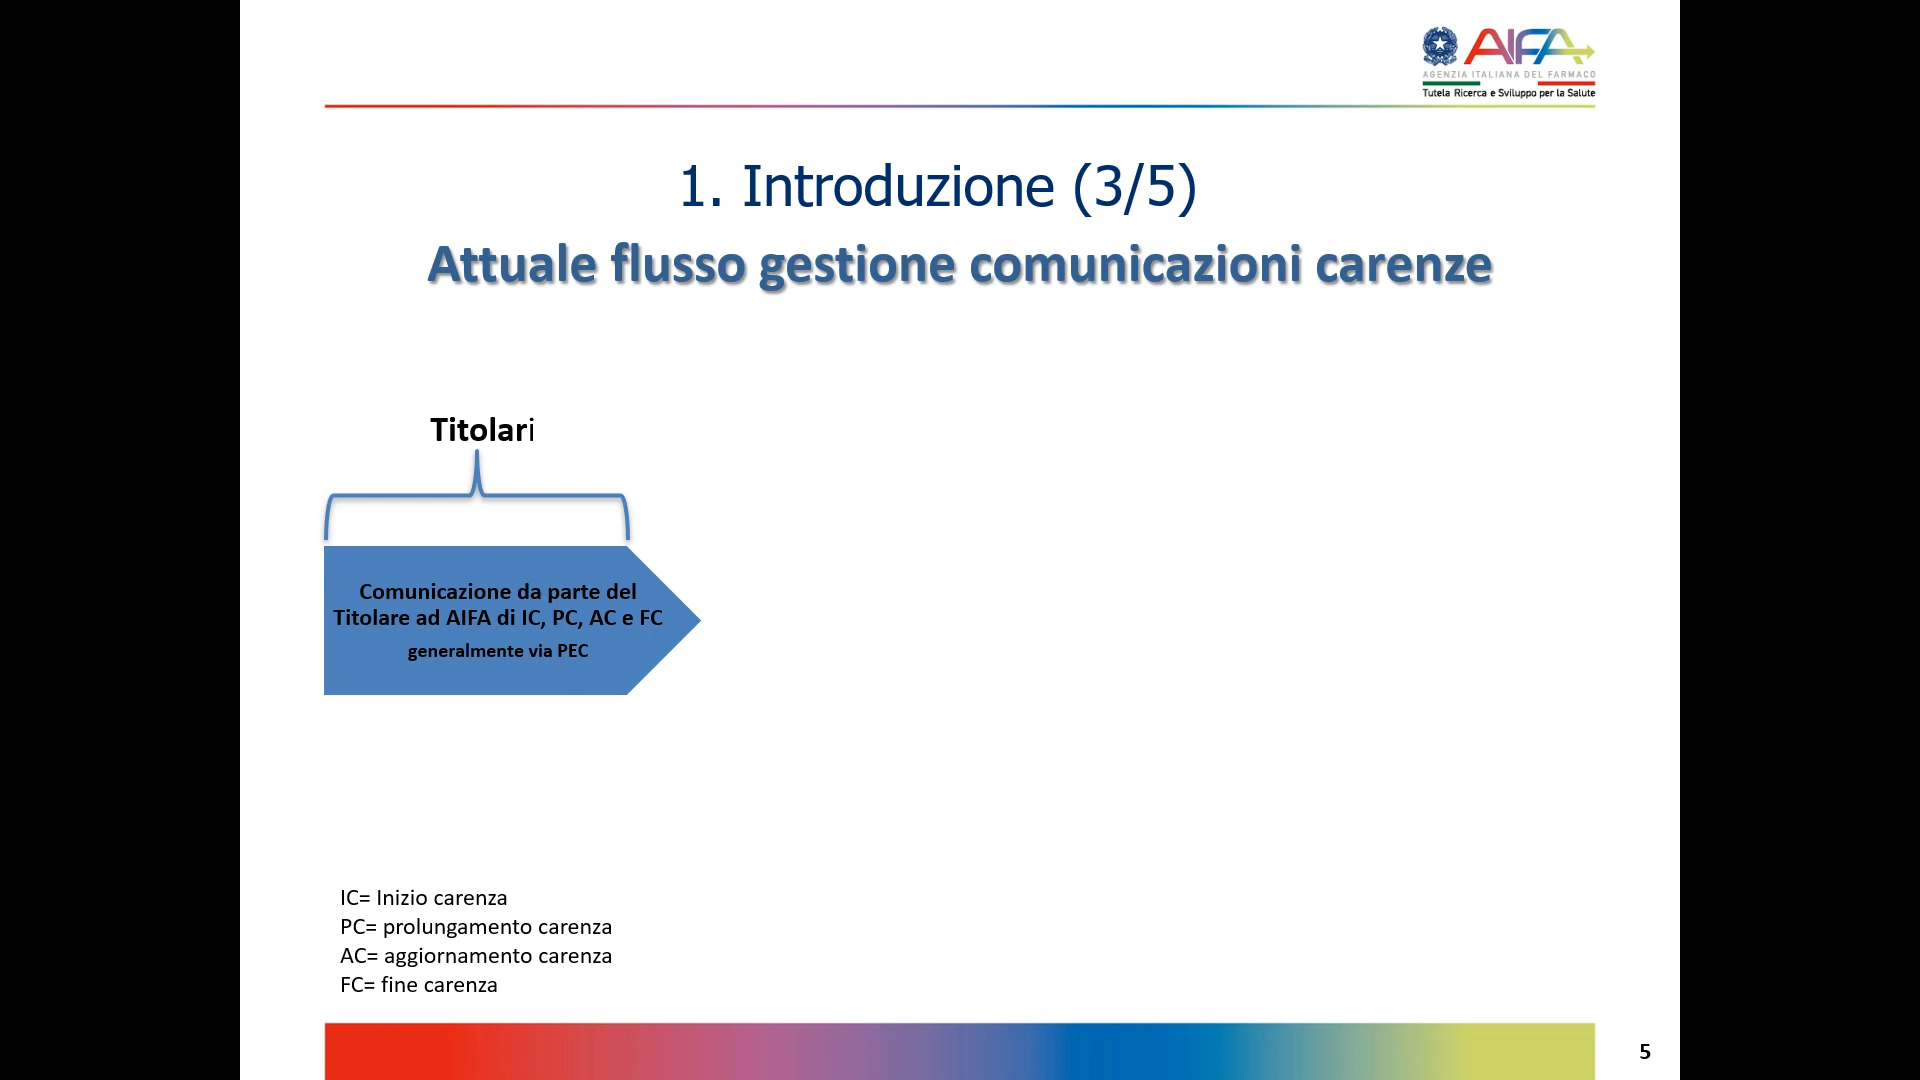 AIFA
AGENZIA ITALIANA DEL FARMACO
Tutela Ricerca e Sviluppo per la Salute
1. Introduzione (3/5)
Attuale flusso gestione comunicazioni carenze
Titolari
Comunicazione da parte del
Titolare ad AIFA di IC, PC, AC e FC
generalmente via PEC
IC= Inizio carenza
PC= prolungamento carenza
AC= aggiornamento carenza
FC= fine carenza
5